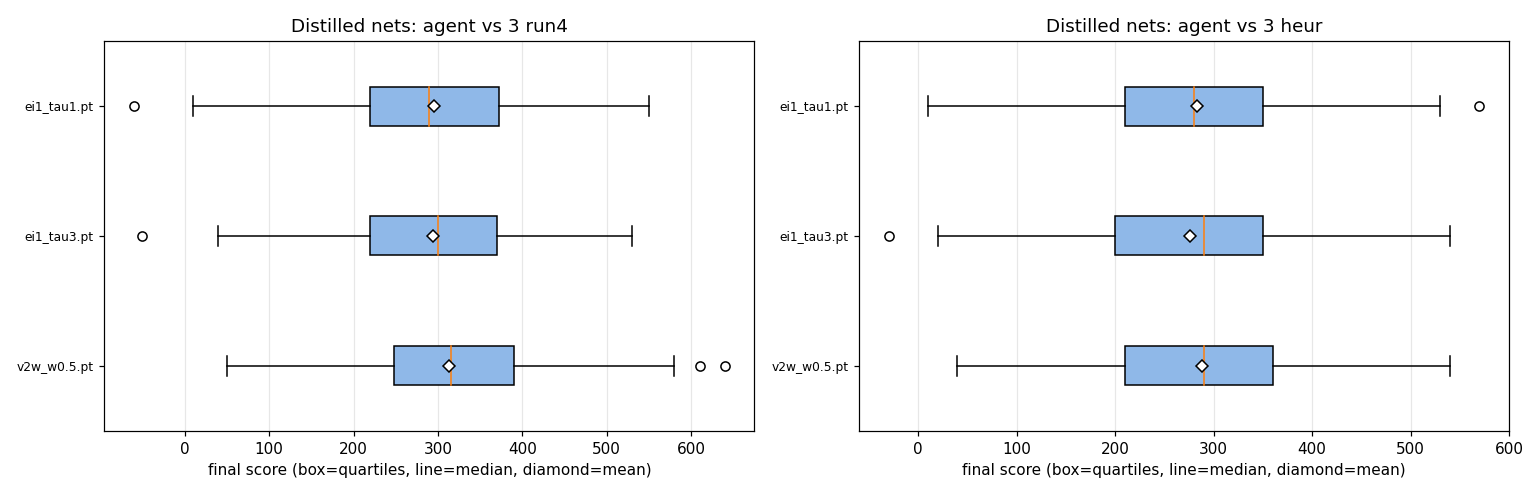 Distilled nets: agent vs 3 run4
ei1_tau1.pt
ei1_tau3.pt
v2w_w0.5.pt
0 100 200 300 400 500 600
final score (box=quartiles, line=median, diamond=mean)
Distilled nets: agent vs 3 heur
ei1_tau1.pt
ei1_tau3.pt
v2w_w0.5.pt
0 100 200 300 400 500 600
final score (box=quartiles, line=median, diamond=mean)